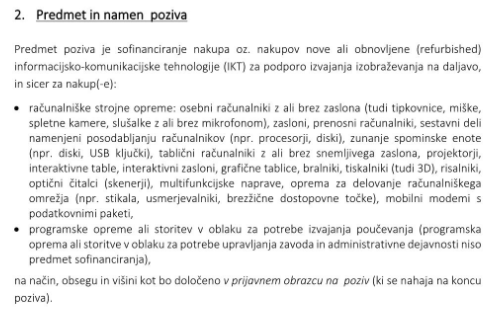 2. Predmet in namen poziva
Predmet poziva je sofinanciranje nakupa oz. nakupov nove ali obnovljene (refurbished)
informacijsko-komunikacijske tehnologije (IKT) za podporo izvajanja izobraževanja na daljavo,
in sicer za nakup(-e):
• računalniške strojne opreme: osebni računalniki z ali brez zaslona (tudi tipkovnice, miške,
spletne kamere, slušalke z ali brez mikrofonom), zasloni, prenosni računalniki, sestavni deli
namenjeni posodabljanju računalnikov (npr. procesorji, diski), zunanje spominske enote
(npr. diski, USB ključki), tablični računalniki z ali brez snemljivega zaslona, projektorji,
interaktivne table, interaktivni zasloni, grafične tablice, bralniki, tiskalniki (tudi 3D), risalniki,
optični čitalci (skenerji), multifunkcijske naprave, oprema za delovanje računalniškega
omrežja (npr. stikala, usmerjevalniki, brezžične dostopovne točke), mobilni modemi s
podatkovnimi paketi,
• programske opreme ali storitev v oblaku za potrebe izvajanja poučevanja (programska
oprema ali storitve v oblaku za potrebe upravljanja zavoda in administrativne dejavnosti niso
predmet sofinanciranja),
na način, obsegu in višini kot bo določeno v prijavnem obrazcu na poziv (ki se nahaja na koncu
poziva).